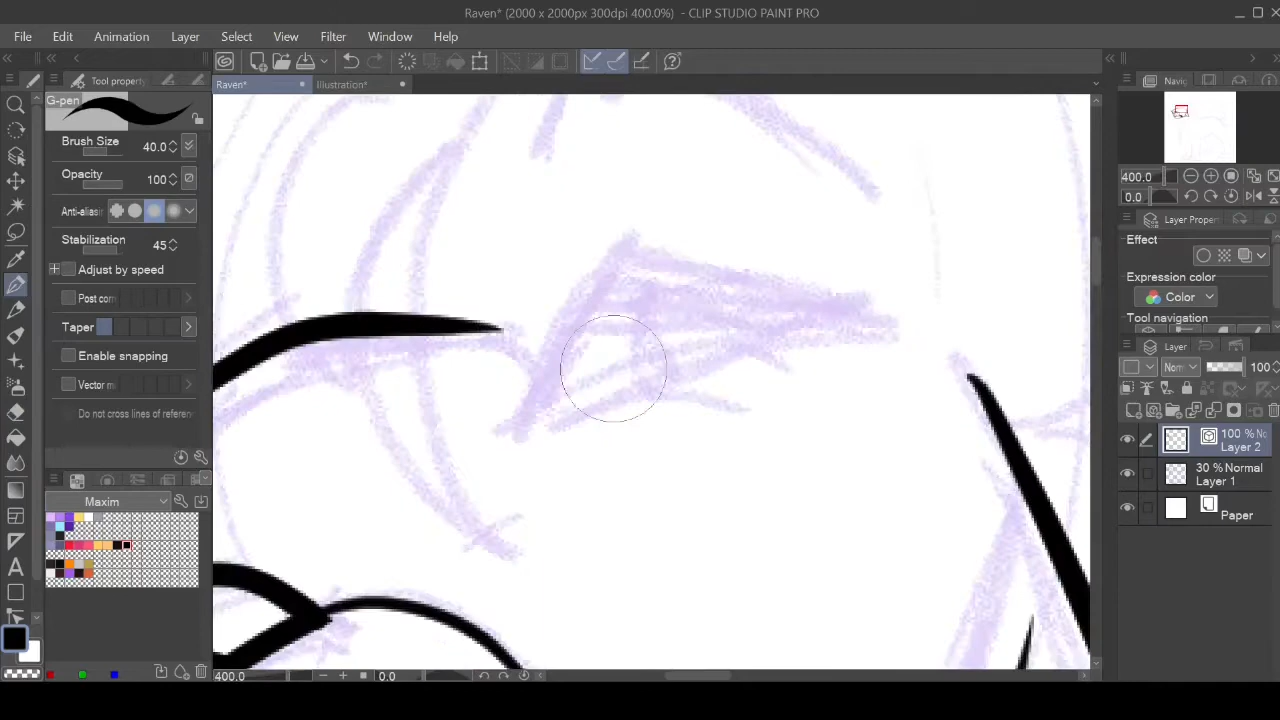 Raven* (2000 x 2000px 300dpi 400.0%) - CLIP STUDIO PAINT PRO
File Edit Animation Layer Select View Filter Window Help
Tool property
Raven* Illustration*
G-pen
Brush Size 40.0
Opacity 100
Anti-aliasi
Stabilization 45
Adjust by speed
Post corr
Taper
Enable snapping
Vector m
Do not cross lines of referen
Maxim
400.0 0.0
Navig
400.0
0.0
Layer Proper
Effect
Expression color
Color
Tool navigation
Layer
Norm 100
100 % No
Layer 2
30 % Normal
Layer 1
Paper
A